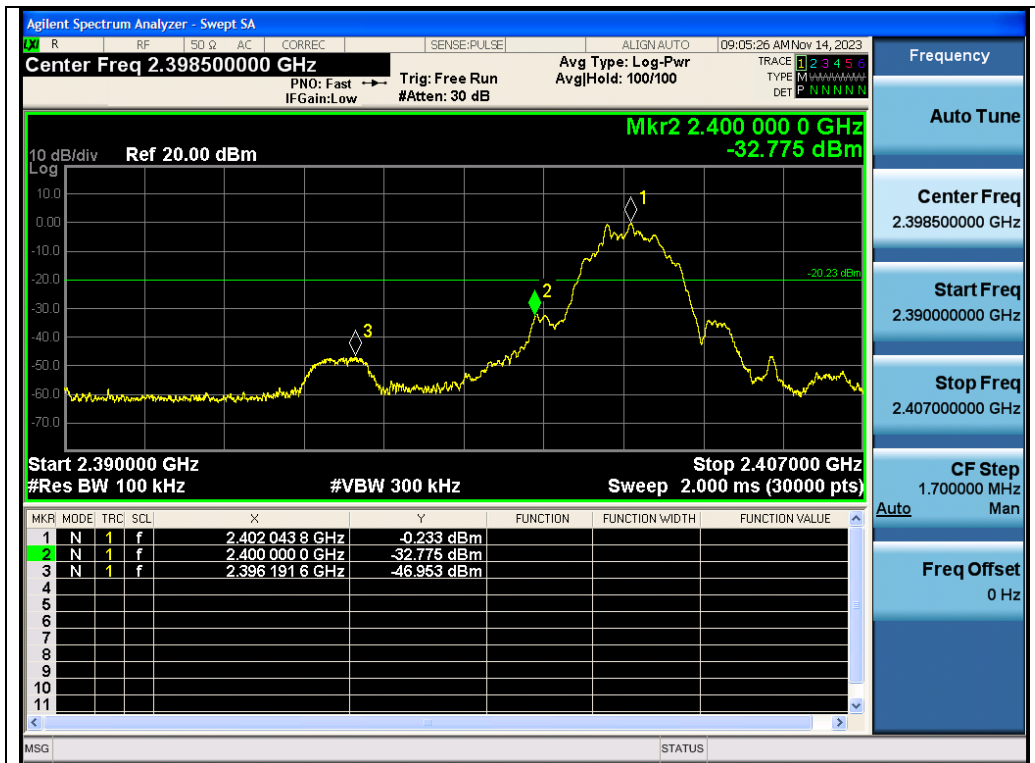 Agilent Spectrum Analyzer - Swept SA
LXI R RF 50 Ω AC CORREC SENSE:PULSE ALIGN AUTO 09:05:26 AM Nov 14, 2023
Center Freq 2.398500000 GHz
PNO: Fast
IFGain:Low
Trig: Free Run
#Atten: 30 dB
Avg Type: Log-Pwr
Avg|Hold: 100/100
TRACE 1 2 3 4 5 6
TYPE M
DET P N N N N N
Mkr2 2.400 000 0 GHz
-32.775 dBm
10 dB/div Ref 20.00 dBm
Log
10.0
0.00
-10.0
-20.0
-30.0
-40.0
-50.0
-60.0
-70.0
1
2
3
-20.23 dBm
Start 2.390000 GHz Stop 2.407000 GHz
#Res BW 100 kHz #VBW 300 kHz Sweep 2.000 ms (30000 pts)
MKR MODE TRC SCL X Y FUNCTION FUNCTION WIDTH FUNCTION VALUE
1 N 1 f 2.402 043 8 GHz -0.233 dBm
2 N 1 f 2.400 000 0 GHz -32.775 dBm
3 N 1 f 2.396 191 6 GHz -46.953 dBm
4
5
6
7
8
9
10
11
MSG STATUS
Frequency
Auto Tune
Center Freq
2.398500000 GHz
Start Freq
2.390000000 GHz
Stop Freq
2.407000000 GHz
CF Step
1.700000 MHz
Auto Man
Freq Offset
0 Hz